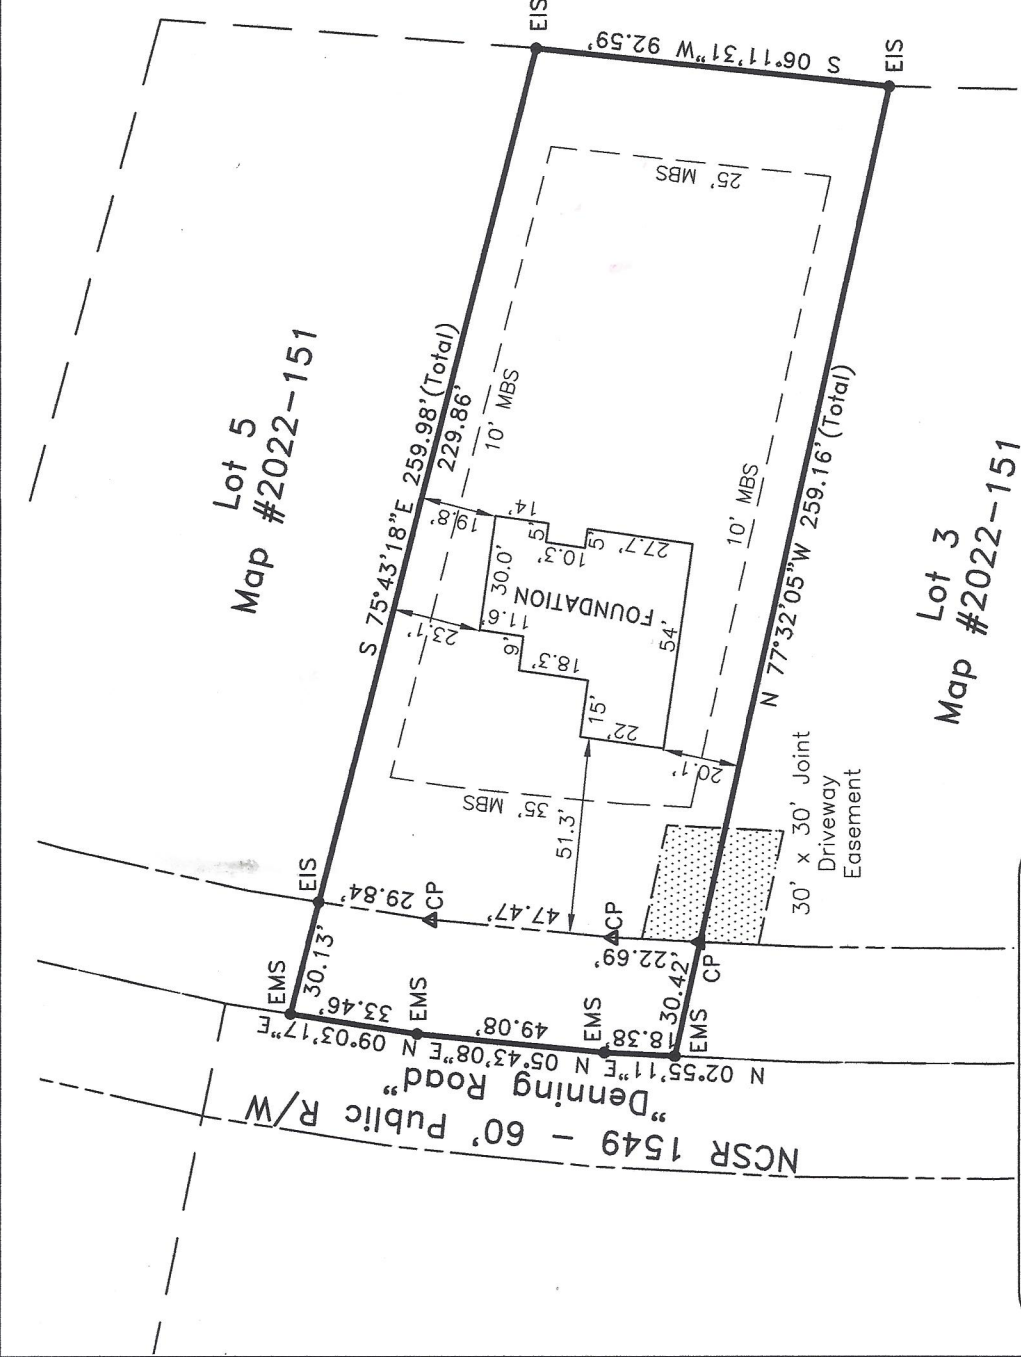 EIS
S 06°11'31"W 92.59'
EIS
25' MBS
Lot 5
Map #2022-151
S 75°43'18"E 259.98'(Total)
229.86'
10' MBS
19.8'
14'
5'
10.3'
5'
27.7'
30.0'
23.1'
11.6'
9'
18.3'
15'
22'
54'
FOUNDATION
20.1'
51.3'
35' MBS
10' MBS
N 77°32'05"W 259.16'(Total)
Lot 3
Map #2022-151
30' x 30' Joint
Driveway
Easement
EIS
29.84'
CP
47.47'
CP
22.69'
CP
EMS
30.13'
33.46'
EMS
49.08'
EMS
18.38'
30.42'
EMS
N 09°03'17"E
N 05°43'08"E
N 02°55'11"E
"Denning Road"
NCSR 1549 - 60' Public R/W